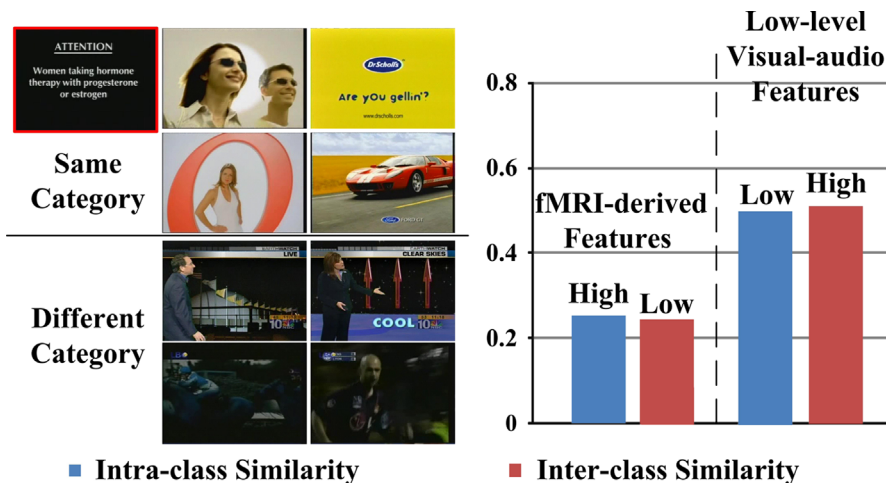 ATTENTION
Women taking hormone
therapy with progesterone
or estrogen
Dr Scholl's
Are you gellin'?
www.drscholls.com
Same
Category
Different
Category
LIVE
CLEAR SKIES
10
COOL 10
Low-level
Visual-audio
Features
0.8
0.6
0.4
0.2
0
fMRI-derived
Features
High
Low
Low
High
Intra-class Similarity
Inter-class Similarity